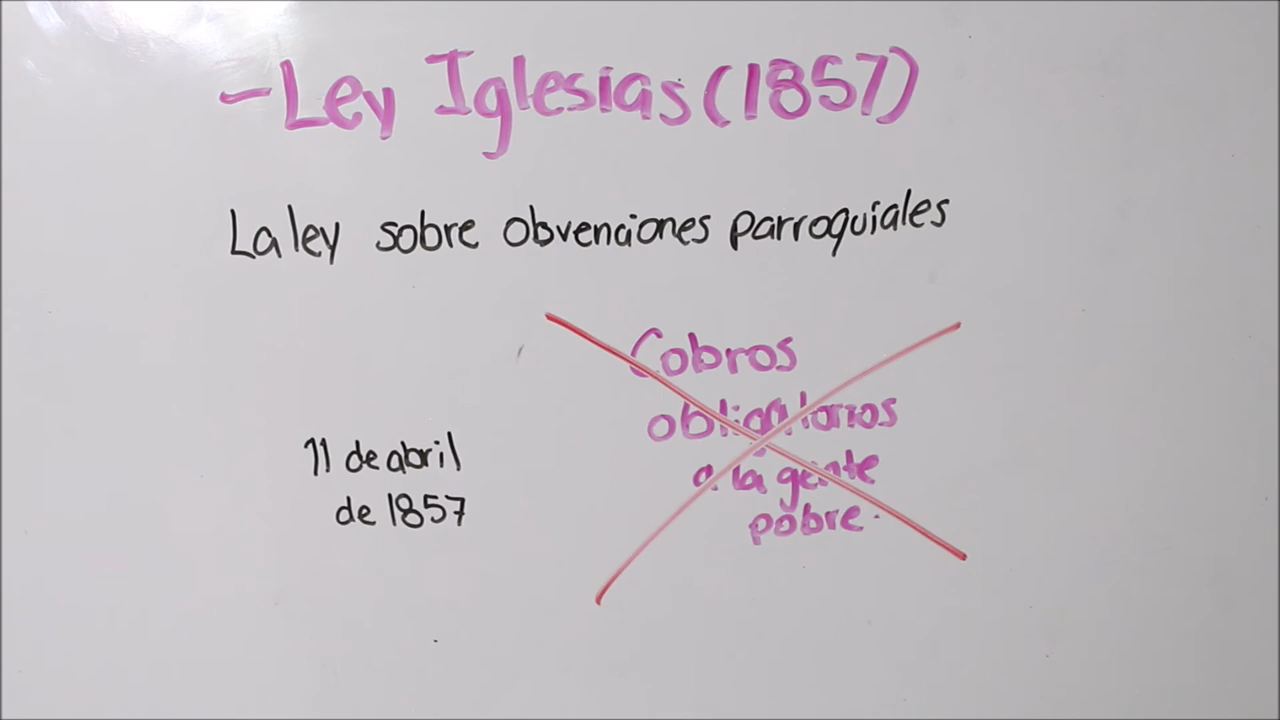 -Ley Iglesias (1857)
La ley sobre obvenciones parroquiales
11 de abril
de 1857
Cobros
obligatorios
a la gente
pobre.